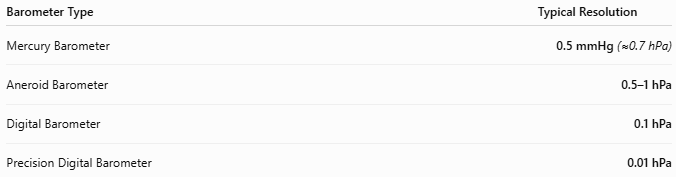 Barometer Type Typical Resolution
Mercury Barometer 0.5 mmHg (≈0.7 hPa)
Aneroid Barometer 0.5–1 hPa
Digital Barometer 0.1 hPa
Precision Digital Barometer 0.01 hPa